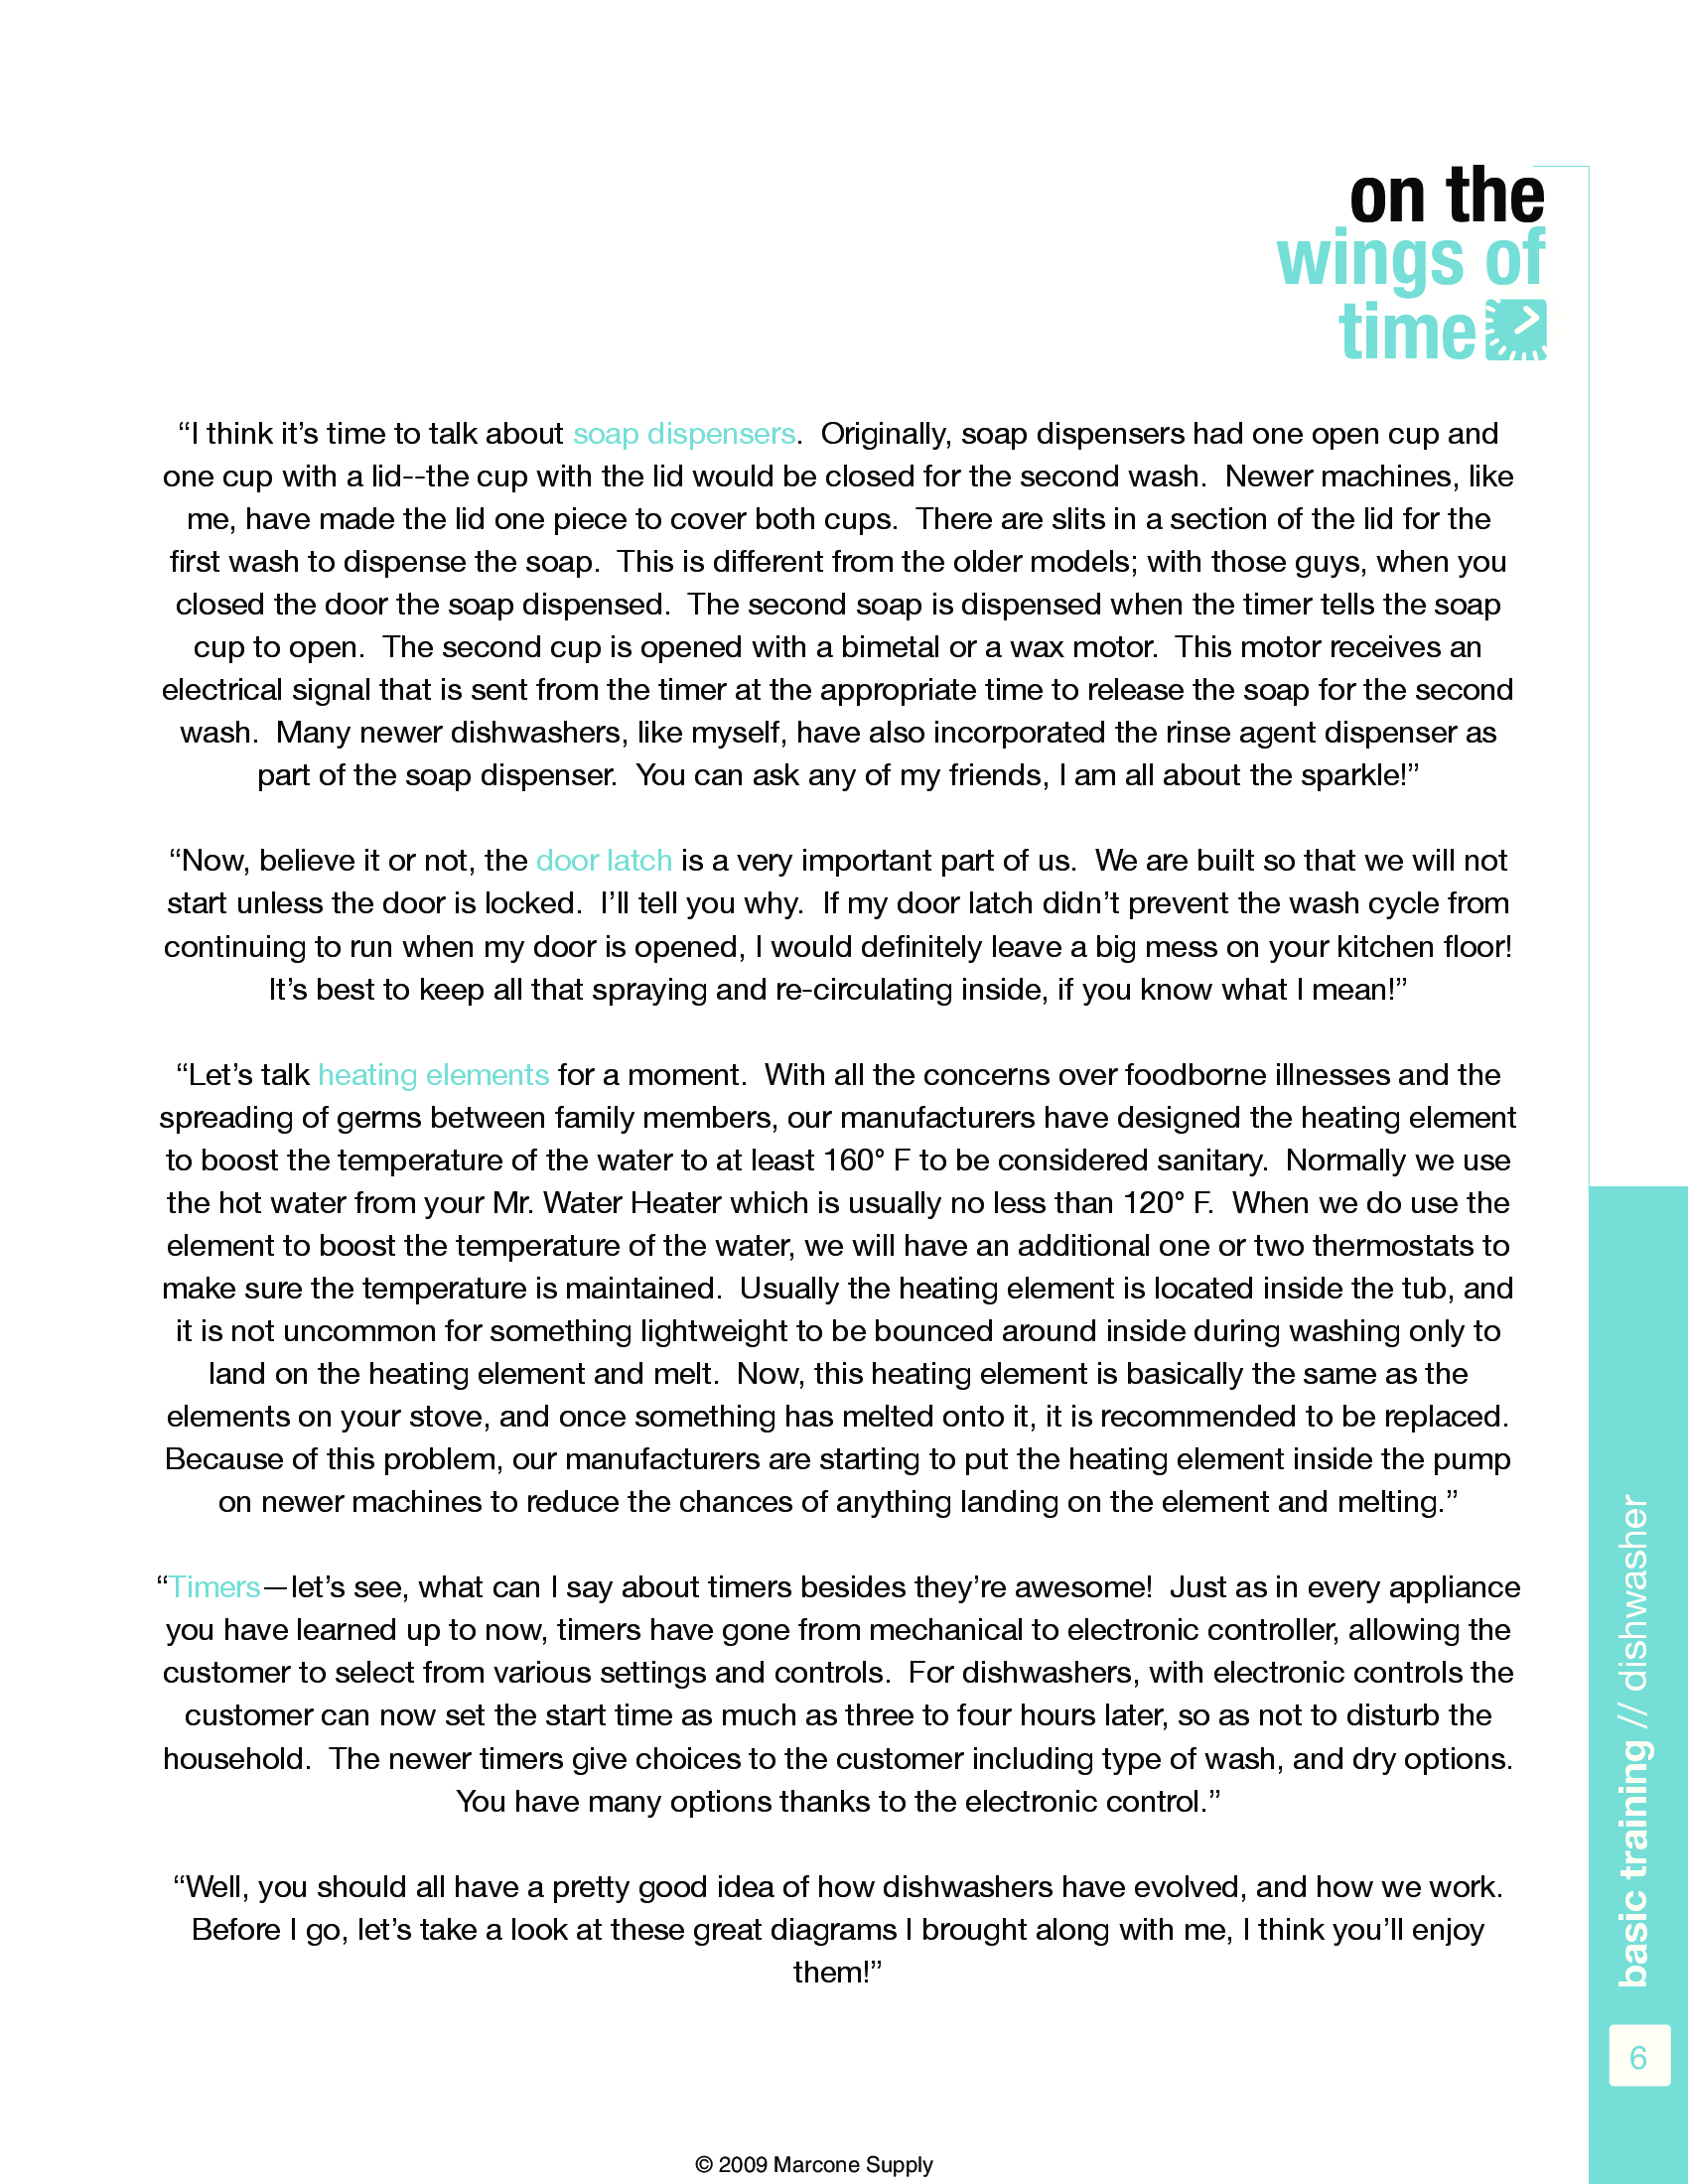 on the
wings of
time
“I think it’s time to talk about soap dispensers.  Originally, soap dispensers had one open cup and
one cup with a lid--the cup with the lid would be closed for the second wash.  Newer machines, like
me, have made the lid one piece to cover both cups.  There are slits in a section of the lid for the
first wash to dispense the soap.  This is different from the older models; with those guys, when you
closed the door the soap dispensed.  The second soap is dispensed when the timer tells the soap
cup to open.  The second cup is opened with a bimetal or a wax motor.  This motor receives an
electrical signal that is sent from the timer at the appropriate time to release the soap for the second
wash.  Many newer dishwashers, like myself, have also incorporated the rinse agent dispenser as
part of the soap dispenser.  You can ask any of my friends, I am all about the sparkle!”
“Now, believe it or not, the door latch is a very important part of us.  We are built so that we will not
start unless the door is locked.  I’ll tell you why.  If my door latch didn’t prevent the wash cycle from
continuing to run when my door is opened, I would definitely leave a big mess on your kitchen floor!
It’s best to keep all that spraying and re-circulating inside, if you know what I mean!”
“Let’s talk heating elements for a moment.  With all the concerns over foodborne illnesses and the
spreading of germs between family members, our manufacturers have designed the heating element
to boost the temperature of the water to at least 160° F to be considered sanitary.  Normally we use
the hot water from your Mr. Water Heater which is usually no less than 120° F.  When we do use the
element to boost the temperature of the water, we will have an additional one or two thermostats to
make sure the temperature is maintained.  Usually the heating element is located inside the tub, and
it is not uncommon for something lightweight to be bounced around inside during washing only to
land on the heating element and melt.  Now, this heating element is basically the same as the
elements on your stove, and once something has melted onto it, it is recommended to be replaced.
Because of this problem, our manufacturers are starting to put the heating element inside the pump
on newer machines to reduce the chances of anything landing on the element and melting.”
“Timers—let’s see, what can I say about timers besides they’re awesome!  Just as in every appliance
you have learned up to now, timers have gone from mechanical to electronic controller, allowing the
customer to select from various settings and controls.  For dishwashers, with electronic controls the
customer can now set the start time as much as three to four hours later, so as not to disturb the
household.  The newer timers give choices to the customer including type of wash, and dry options.
You have many options thanks to the electronic control.”
“Well, you should all have a pretty good idea of how dishwashers have evolved, and how we work.
Before I go, let’s take a look at these great diagrams I brought along with me, I think you’ll enjoy
them!”
basic training // dishwasher
6
© 2009 Marcone Supply